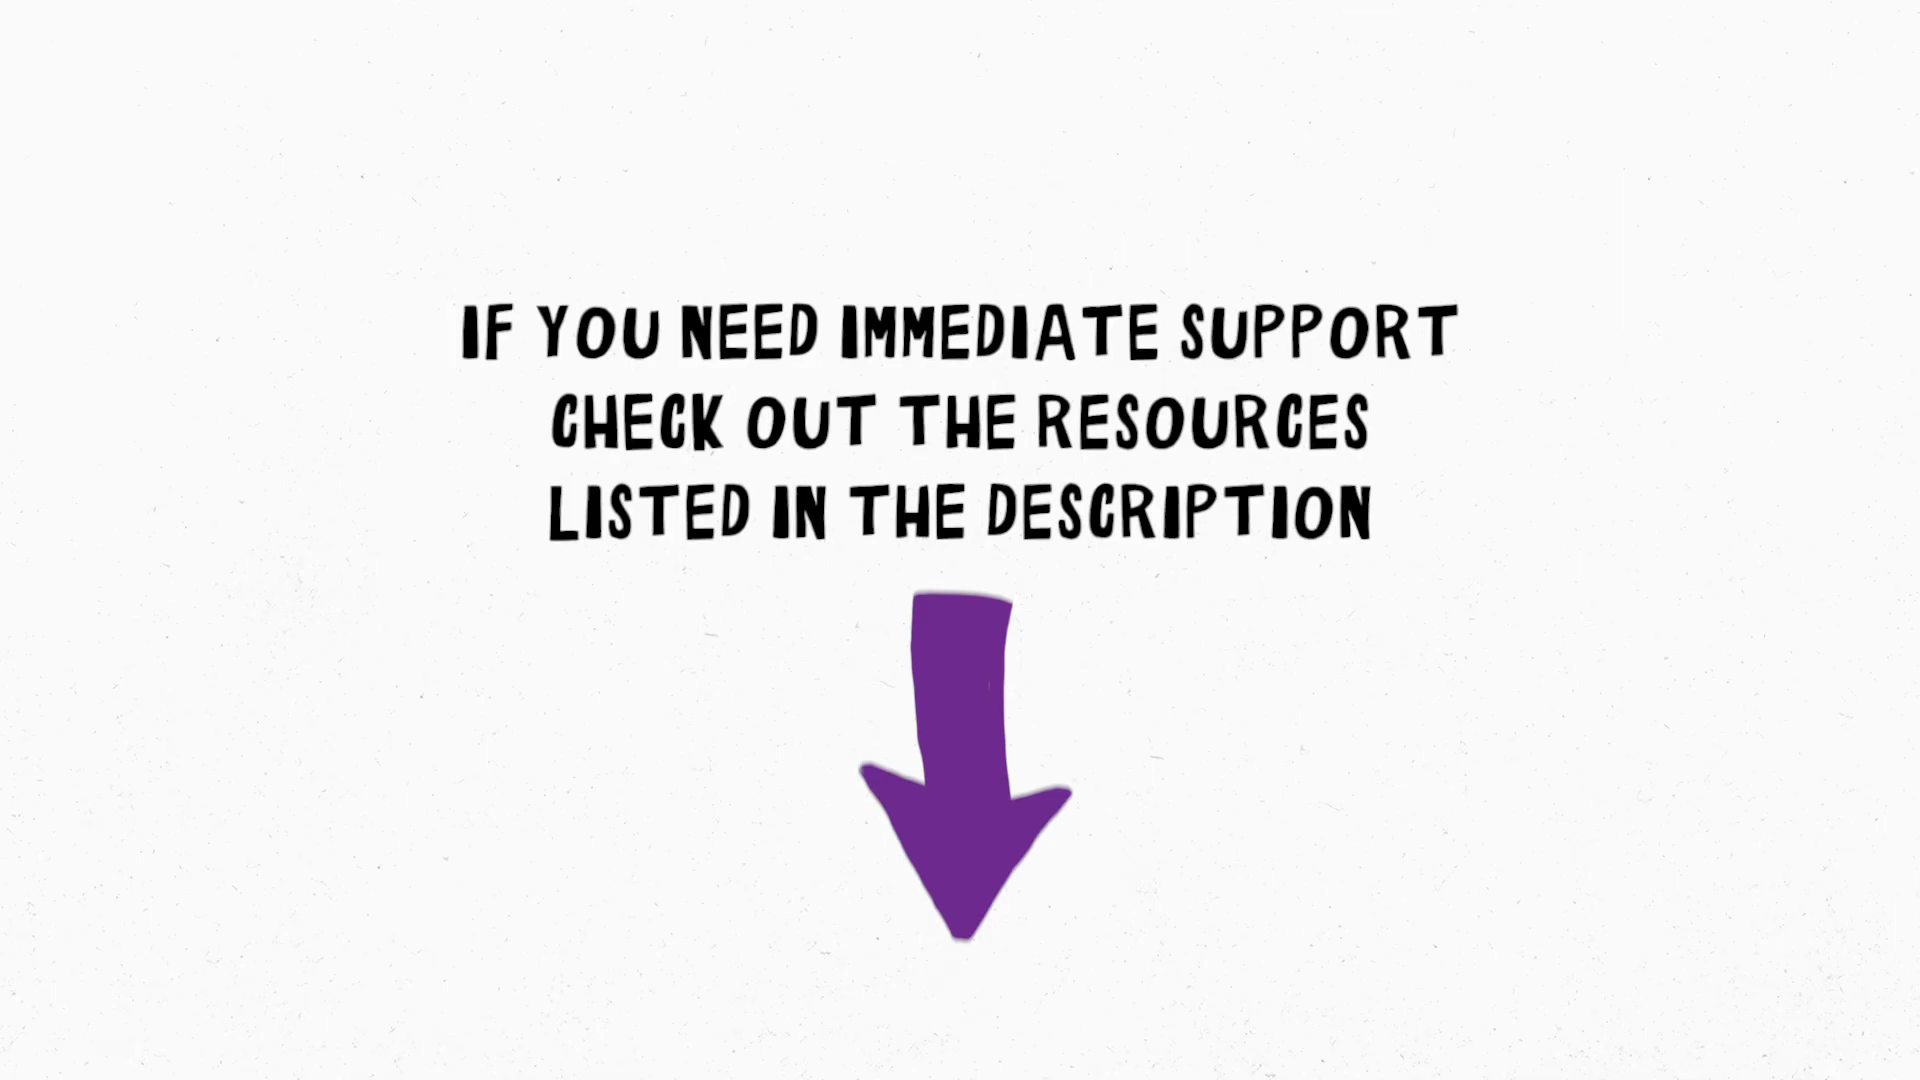 IF YOU NEED IMMEDIATE SUPPORT
CHECK OUT THE RESOURCES
LISTED IN THE DESCRIPTION